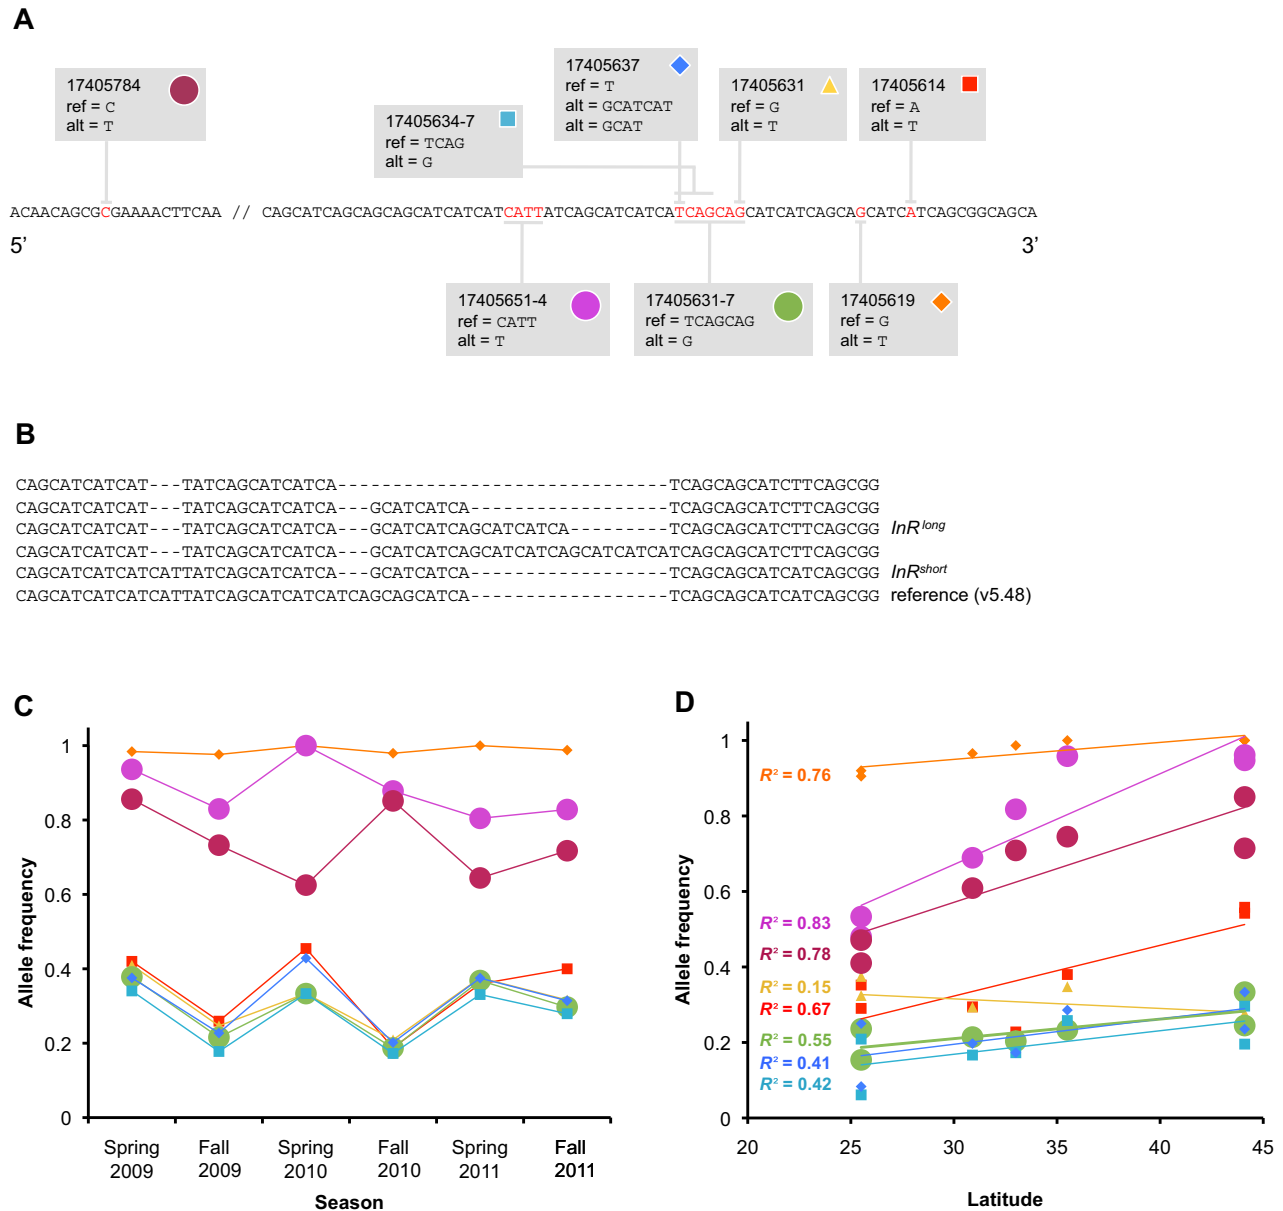 A
17405784
ref = C
alt = T
17405634-7
ref = TCAG
alt = G
17405637
ref = T
alt = GCATCAT
alt = GCAT
17405631
ref = G
alt = T
17405614
ref = A
alt = T
ACAACAGCGCGAAAACTTCAA // CAGCATCAGCAGCAGCATCATCATCATTATCAGCATCATCATCAGCAGCATCATCAGCAGCATCATCAGCGGCAGCA
5’ 3’
17405651-4
ref = CATT
alt = T
17405631-7
ref = TCAGCAG
alt = G
17405619
ref = G
alt = T
B
CAGCATCATCAT---TATCAGCATCATCA------------------------------TCAGCAGCATCTTCAGCGG
CAGCATCATCAT---TATCAGCATCATCA---GCATCATCA------------------TCAGCAGCATCTTCAGCGG
CAGCATCATCAT---TATCAGCATCATCA---GCATCATCAGCATCATCA---------TCAGCAGCATCTTCAGCGG InR long
CAGCATCATCAT---TATCAGCATCATCA---GCATCATCAGCATCATCAGCATCATCATCAGCAGCATCTTCAGCGG
CAGCATCATCATCATTATCAGCATCATCA---GCATCATCA------------------TCAGCAGCATCATCAGCGG InR short
CAGCATCATCATCATTATCAGCATCATCATCAGCAGCATCA------------------TCAGCAGCATCATCAGCGG reference (v5.48)
C
Allele frequency
1
0.8
0.6
0.4
0.2
0
Spring 2009
Fall 2009
Spring 2010
Fall 2010
Spring 2011
Fall 2011
Season
D
Allele frequency
1
0.8
0.6
0.4
0.2
0
R² = 0.76
R² = 0.83
R² = 0.78
R² = 0.15
R² = 0.67
R² = 0.55
R² = 0.41
R² = 0.42
20 25 30 35 40 45
Latitude